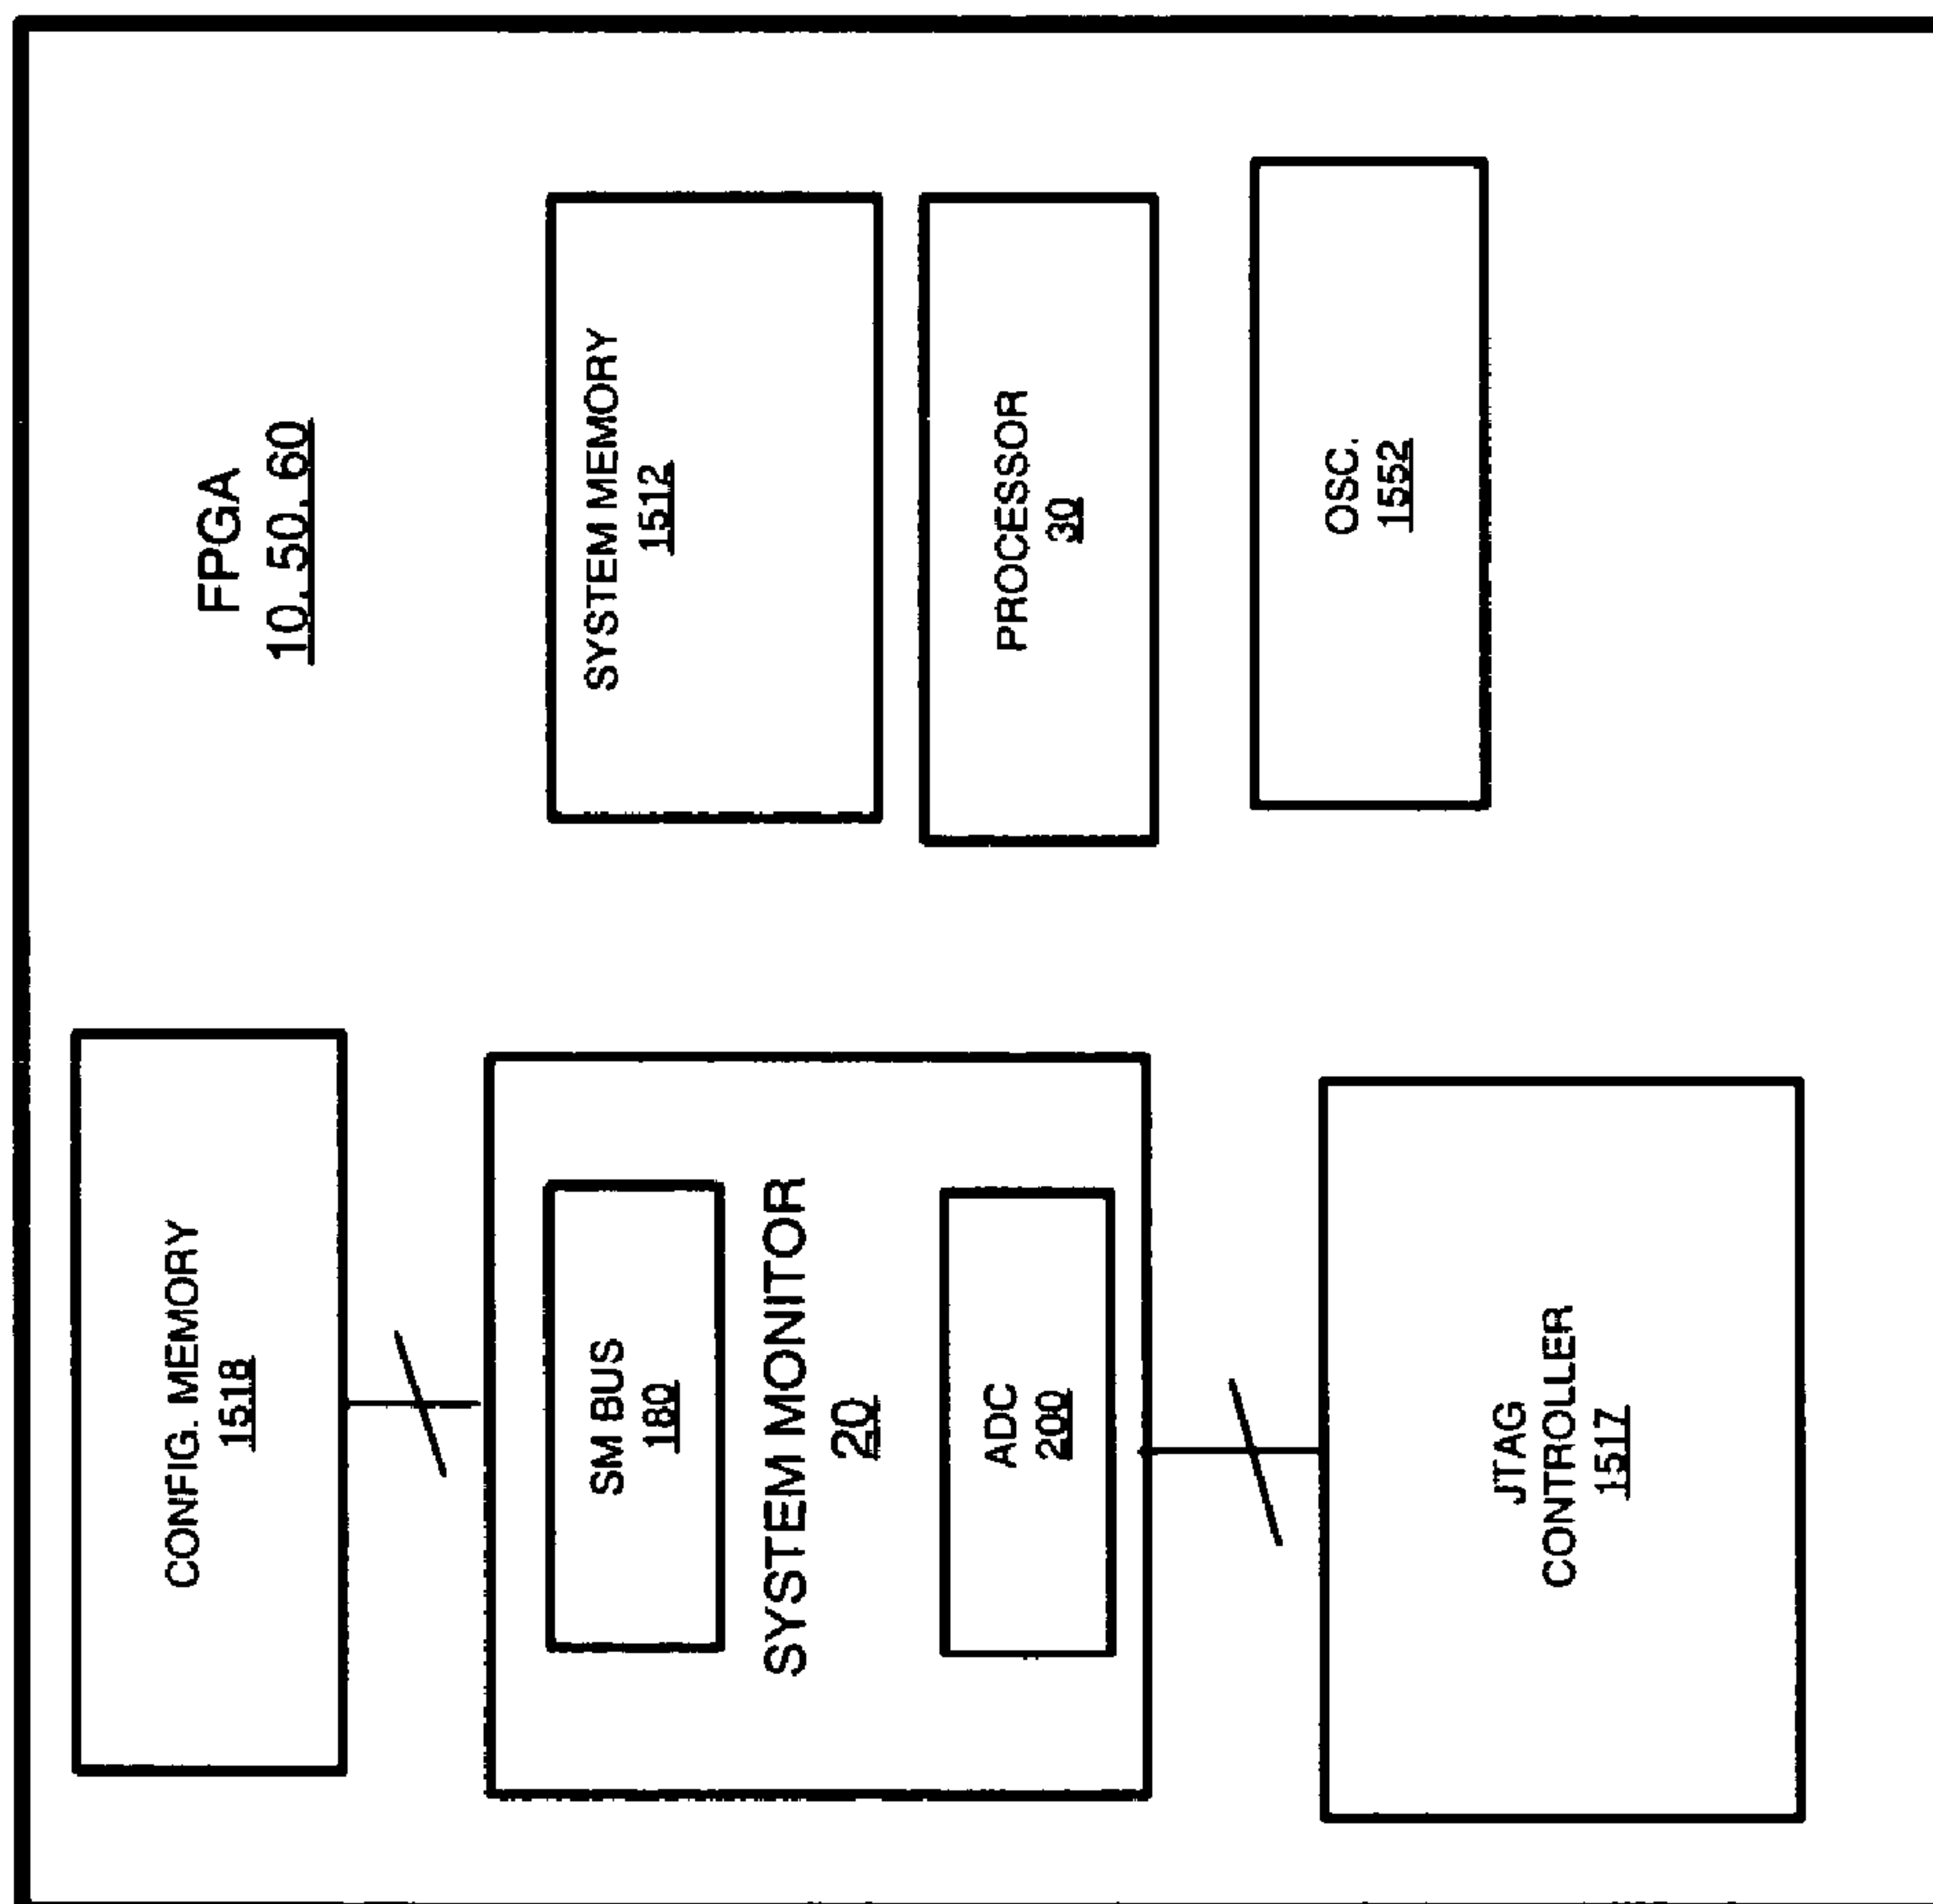 FPGA
10, 50, 60
CONFIG. MEMORY
1518
SYSTEM MEMORY
1512
SM BUS
180
SYSTEM MONITOR
20
ADC
200
PROCESSOR
30
OSC.
1552
JTAG
CONTROLLER
1517